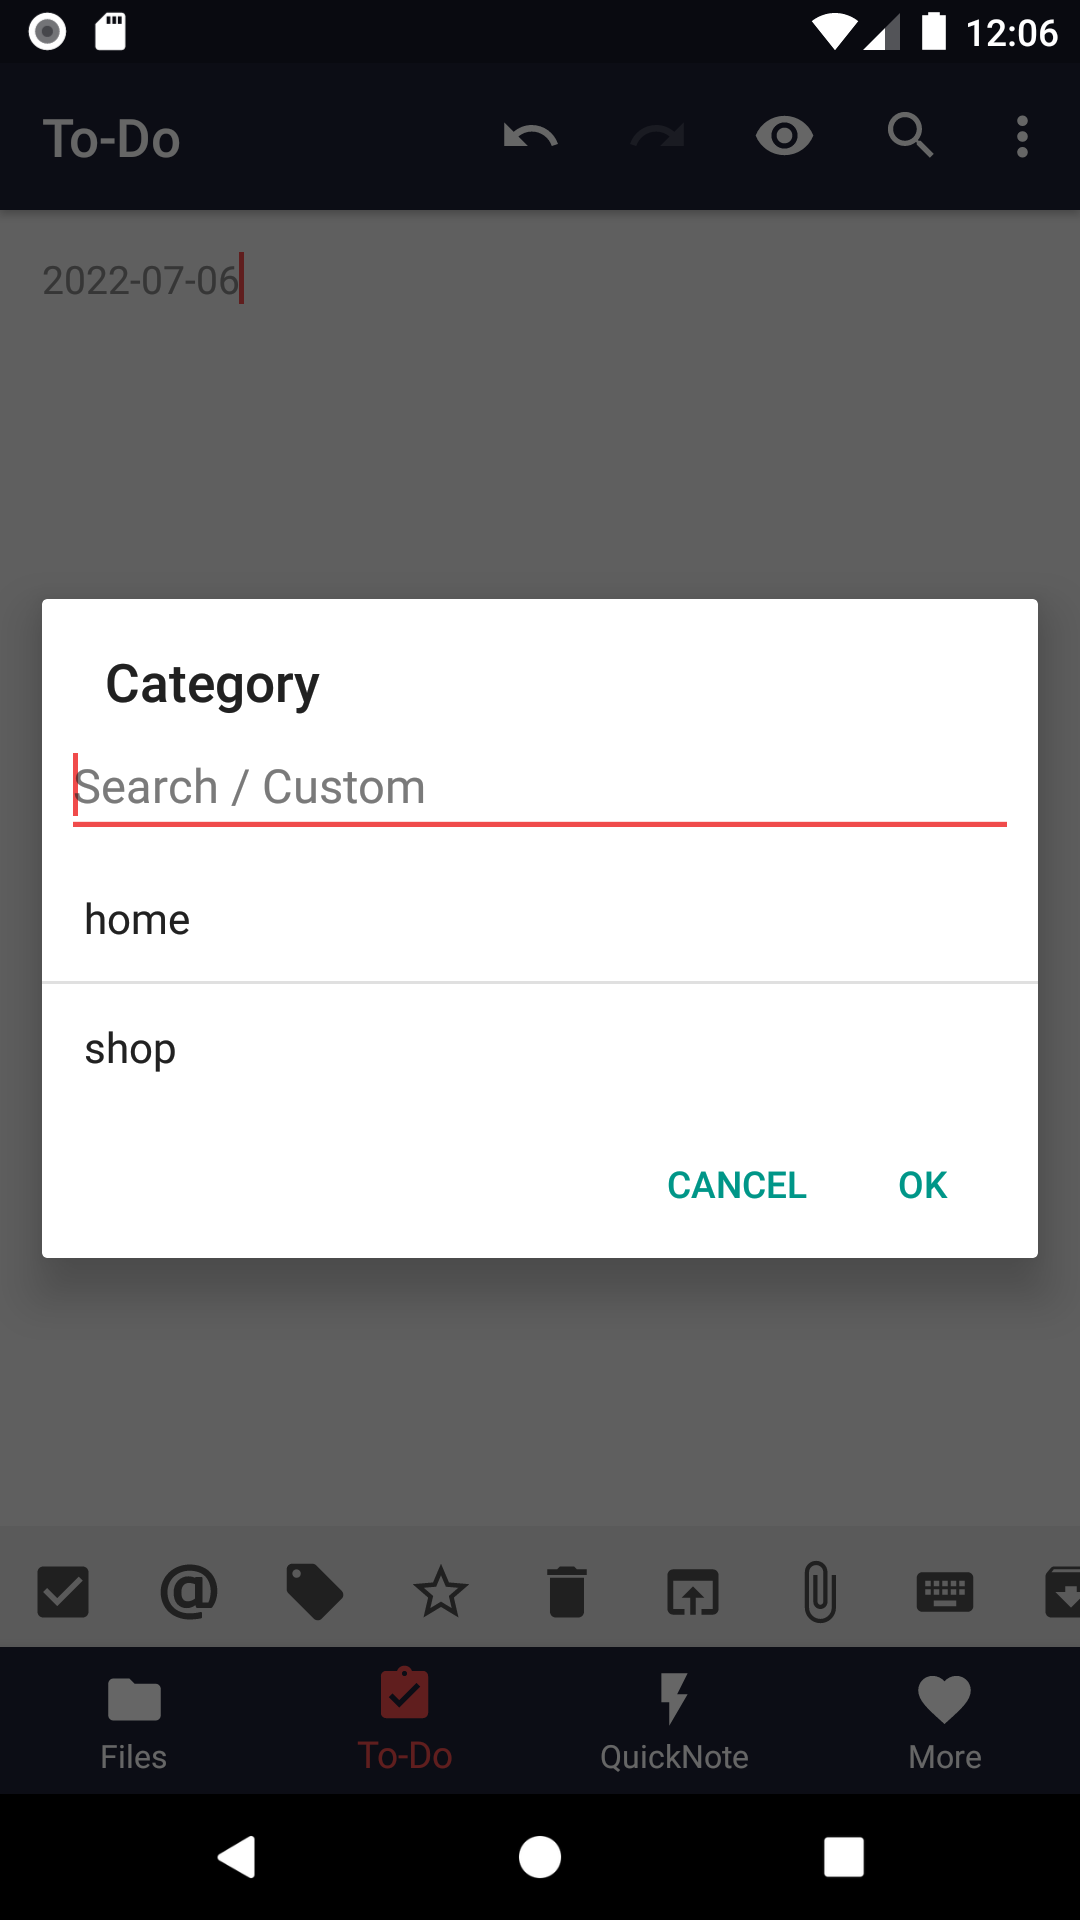 12:06
To-Do
2022-07-06
Category
Search / Custom
home
shop
CANCEL OK
@
Files To-Do QuickNote More